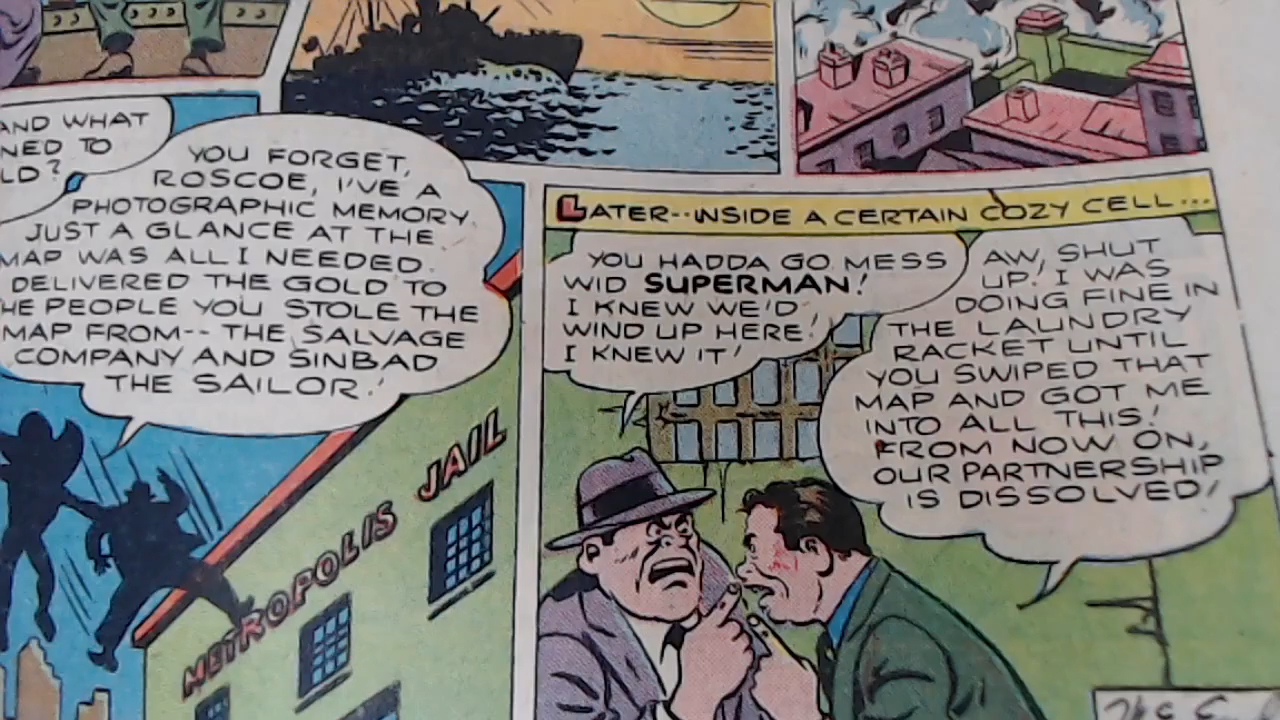 AND WHAT
NED TO
LD?
YOU FORGET,
ROSCOE, I'VE A
PHOTOGRAPHIC MEMORY.
JUST A GLANCE AT THE
MAP WAS ALL I NEEDED.
DELIVERED THE GOLD TO
HE PEOPLE YOU STOLE THE
MAP FROM-- THE SALVAGE
COMPANY AND SINBAD
THE SAILOR!
METROPOLIS JAIL
LATER--INSIDE A CERTAIN COZY CELL...
YOU HADDA GO MESS
WID SUPERMAN!
I KNEW WE'D
WIND UP HERE!
I KNEW IT!
AW, SHUT
UP! I WAS
DOING FINE IN
THE LAUNDRY
RACKET UNTIL
YOU SWIPED THAT
MAP AND GOT ME
INTO ALL THIS!
FROM NOW ON,
OUR PARTNERSHIP
IS DISSOLVED!
The